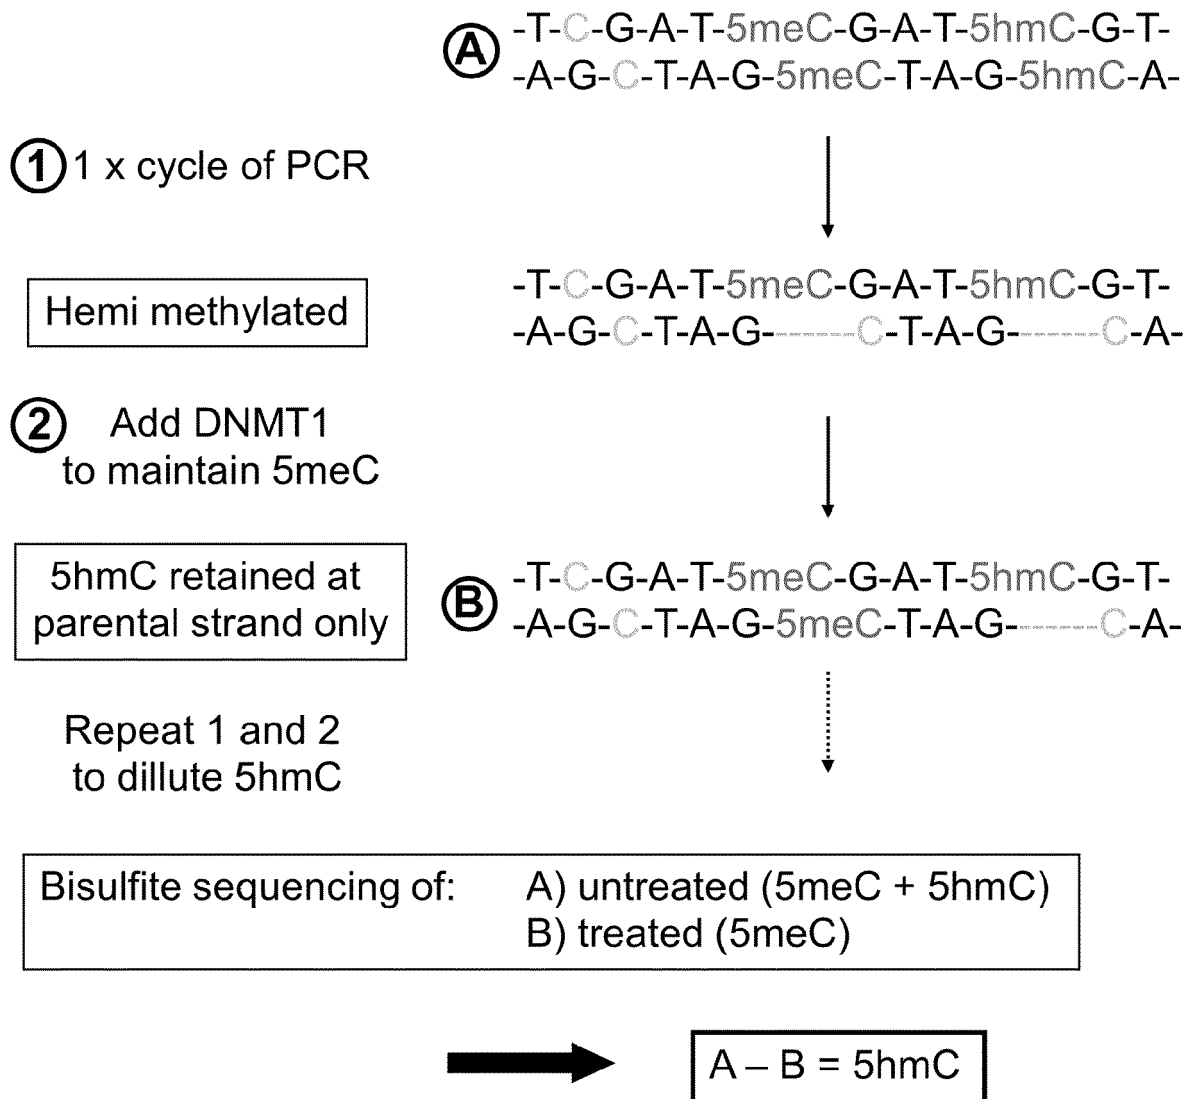 A -T-C-G-A-T-5meC-G-A-T-5hmC-G-T-
-A-G-C-T-A-G-5meC-T-A-G-5hmC-A-
1 1 x cycle of PCR
Hemi methylated
-T-C-G-A-T-5meC-G-A-T-5hmC-G-T-
-A-G-C-T-A-G-------C-T-A-G-------C-A-
2 Add DNMT1
to maintain 5meC
5hmC retained at
parental strand only
B -T-C-G-A-T-5meC-G-A-T-5hmC-G-T-
-A-G-C-T-A-G-5meC-T-A-G-------C-A-
Repeat 1 and 2
to dillute 5hmC
Bisulfite sequencing of: A) untreated (5meC + 5hmC)
B) treated (5meC)
A – B = 5hmC